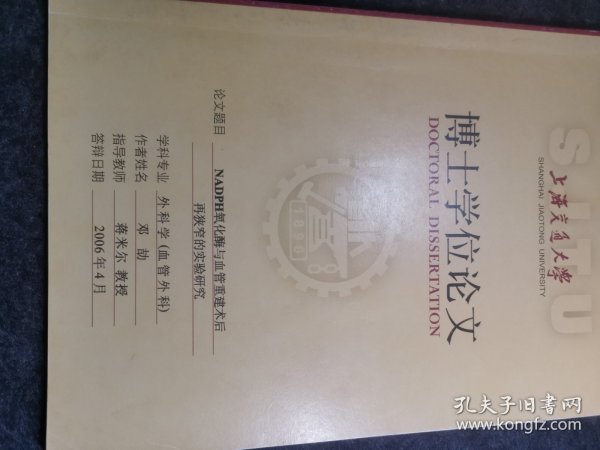 SJTU
上海交通大学
SHANGHAI JIAOTONG UNIVERSITY
博士学位论文
DOCTORAL DISSERTATION
论文题目 NADPH氧化酶与血管重建术后
再狭窄的实验研究
学科专业 外科学(血管外科)
作者姓名 邓劼
指导教师 蒋米尔 教授
答辩日期 2006年4月
1896
孔夫子旧书网
www.kongfz.com